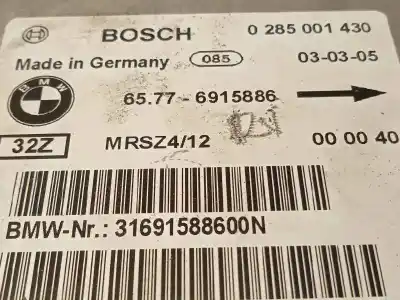 BOSCH 0 285 001 430
Made in Germany 085 03-03-05
BMW 65.77 - 6915886
32Z MRSZ4/12 00 00 40
BMW-Nr.: 31691588600N